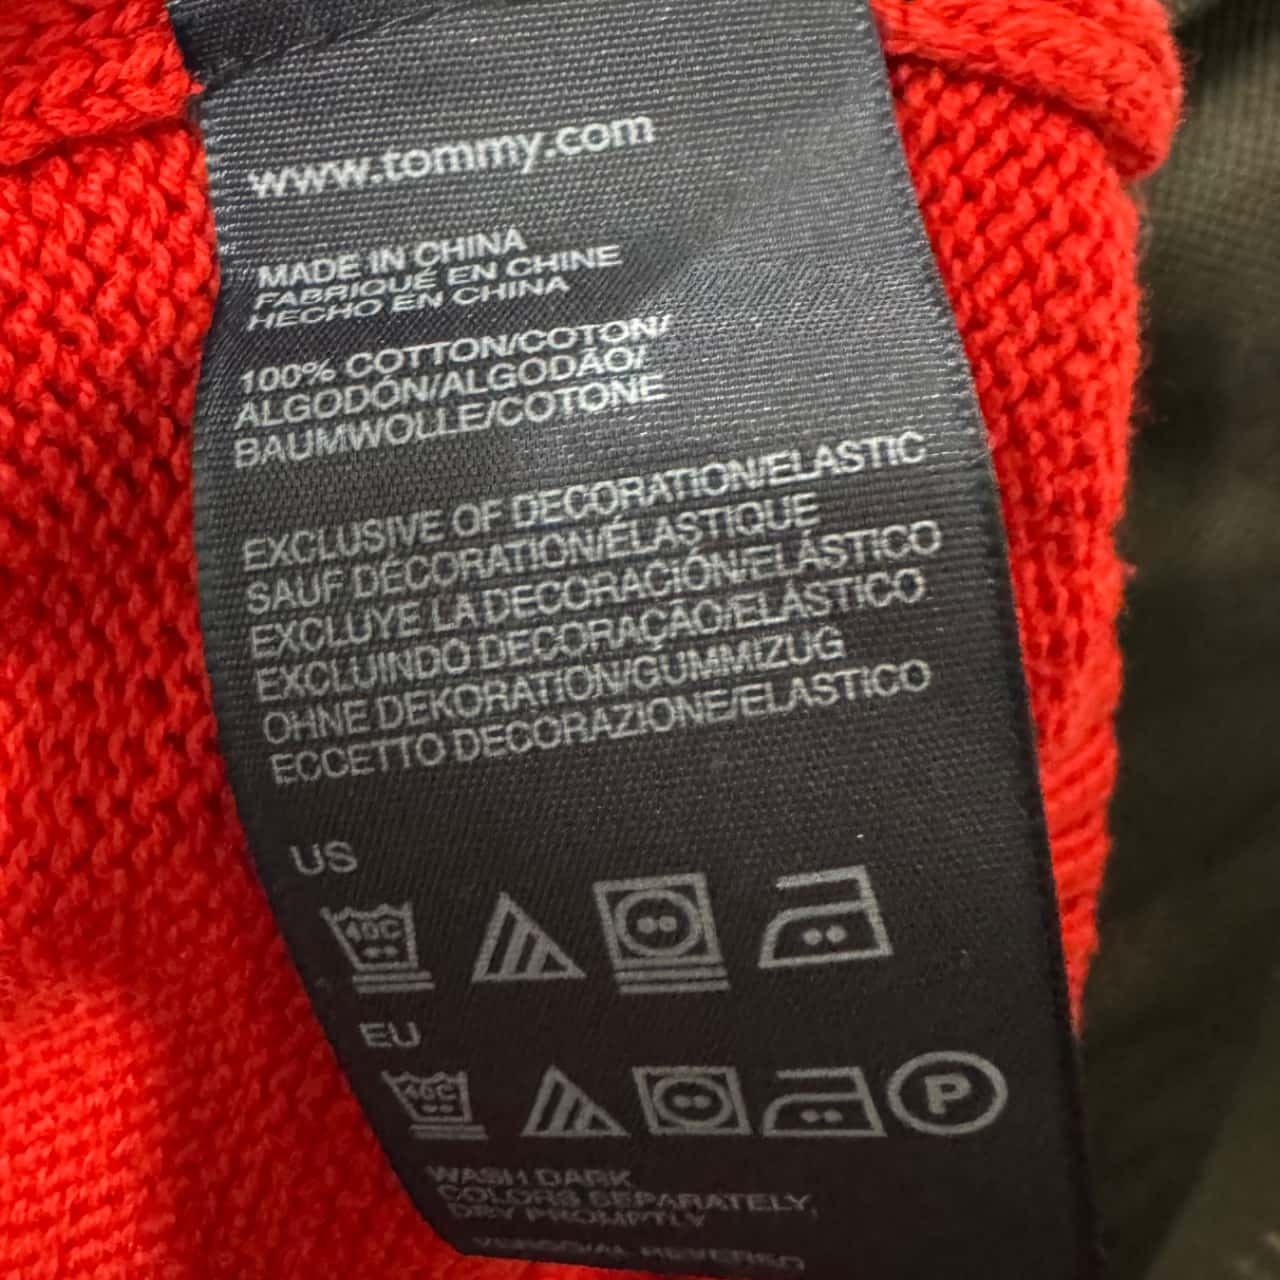 www.tommy.com
MADE IN CHINA
FABRIQUÉ EN CHINE
HECHO EN CHINA
100% COTTON/COTON/
ALGODÓN/ALGODÃO/
BAUMWOLLE/COTONE
EXCLUSIVE OF DECORATION/ELASTIC
SAUF DÉCORATION/ÉLASTIQUE
EXCLUYE LA DECORACIÓN/ELÁSTICO
EXCLUINDO DECORAÇÃO/ELÁSTICO
OHNE DEKORATION/GUMMIZUG
ECCETTO DECORAZIONE/ELASTICO
US
40C
EU
40C
P
WASH DARK
COLORS SEPARATELY,
DRY PROMPTLY